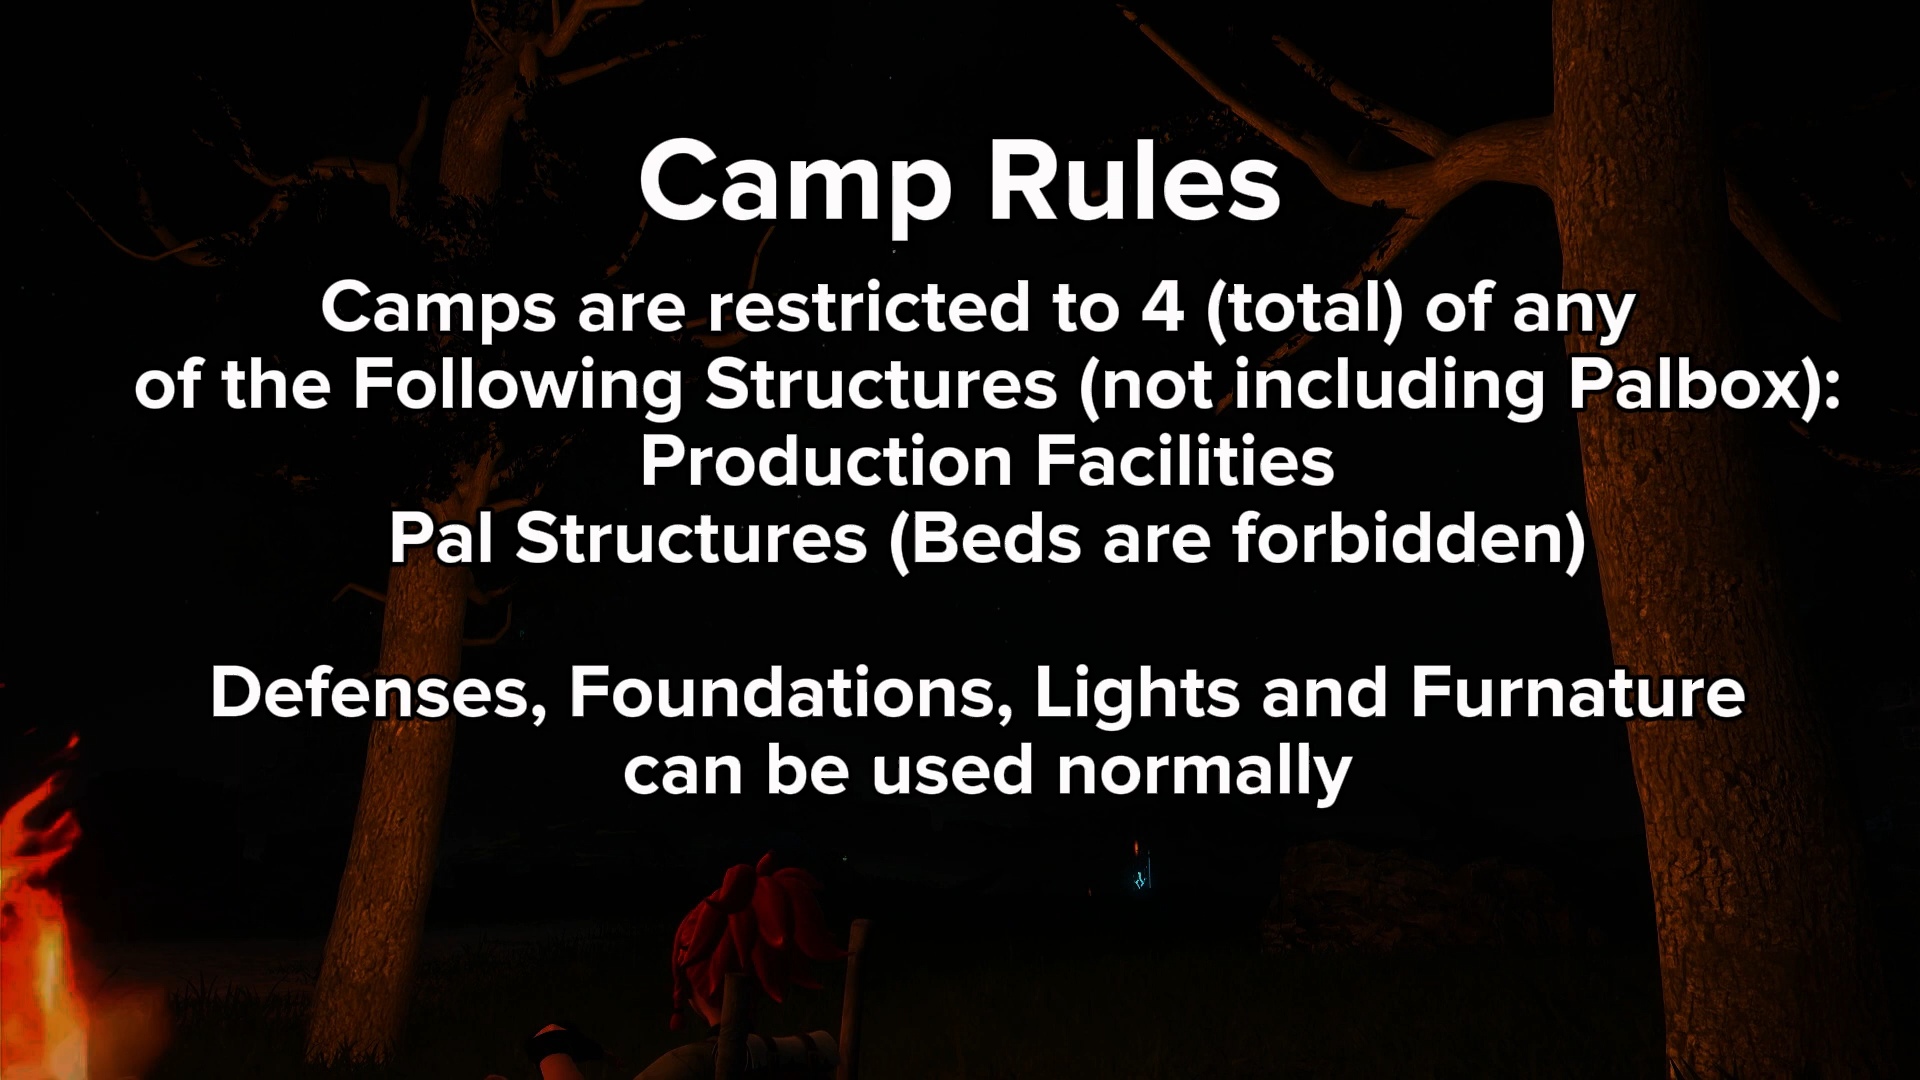 Camp Rules
Camps are restricted to 4 (total) of any
of the Following Structures (not including Palbox):
Production Facilities
Pal Structures (Beds are forbidden)
Defenses, Foundations, Lights and Furnature
can be used normally